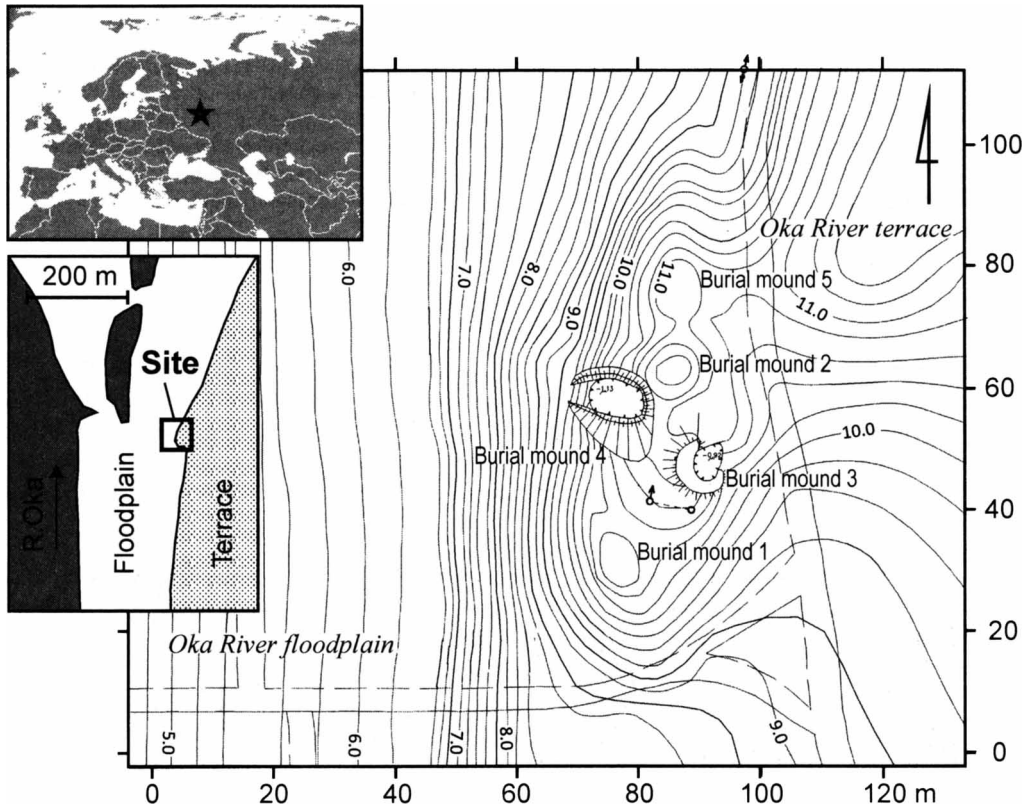 200 m
Site
R.Oka
Floodplain
Terrace
Oka River floodplain
Oka River terrace
Burial mound 5
Burial mound 2
Burial mound 4
Burial mound 3
Burial mound 1
6.0
7.0
8.0
9.0
10.0
11.0
11.0
10.0
5.0
6.0
7.0
8.0
9.0
100
80
60
40
20
0
0
20
40
60
80
100
120 m